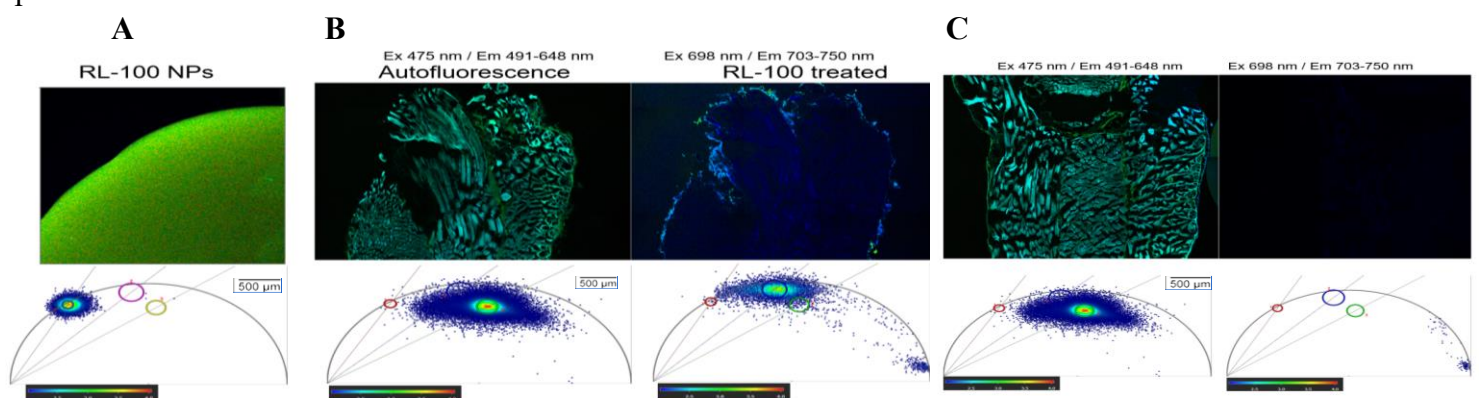 A
B
C
Ex 475 nm / Em 491-648 nm
Ex 698 nm / Em 703-750 nm
Ex 475 nm / Em 491-648 nm
Ex 698 nm / Em 703-750 nm
RL-100 NPs
Autofluorescence
RL-100 treated
500 µm
500 µm
500 µm